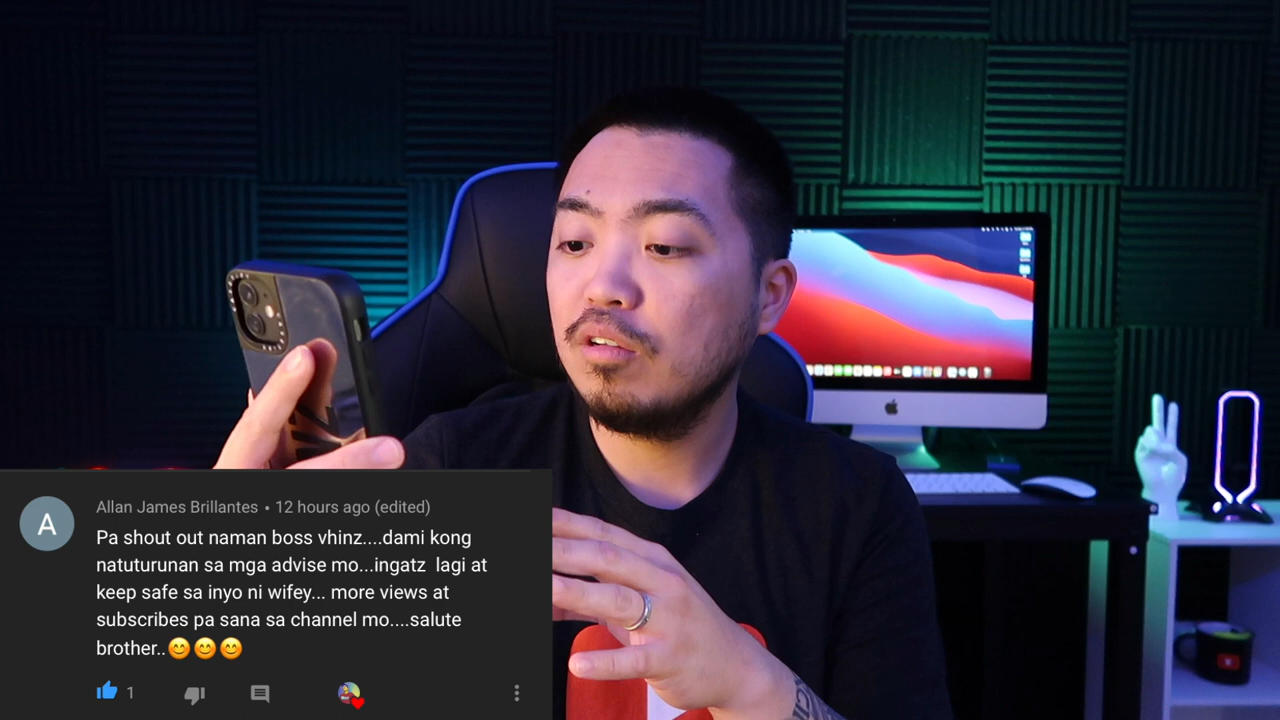 A
Allan James Brillantes • 12 hours ago (edited)
Pa shout out naman boss vhinz....dami kong
natuturunan sa mga advise mo...ingatz lagi at
keep safe sa inyo ni wifey... more views at
subscribes pa sana sa channel mo....salute
brother..😊😊😊
1